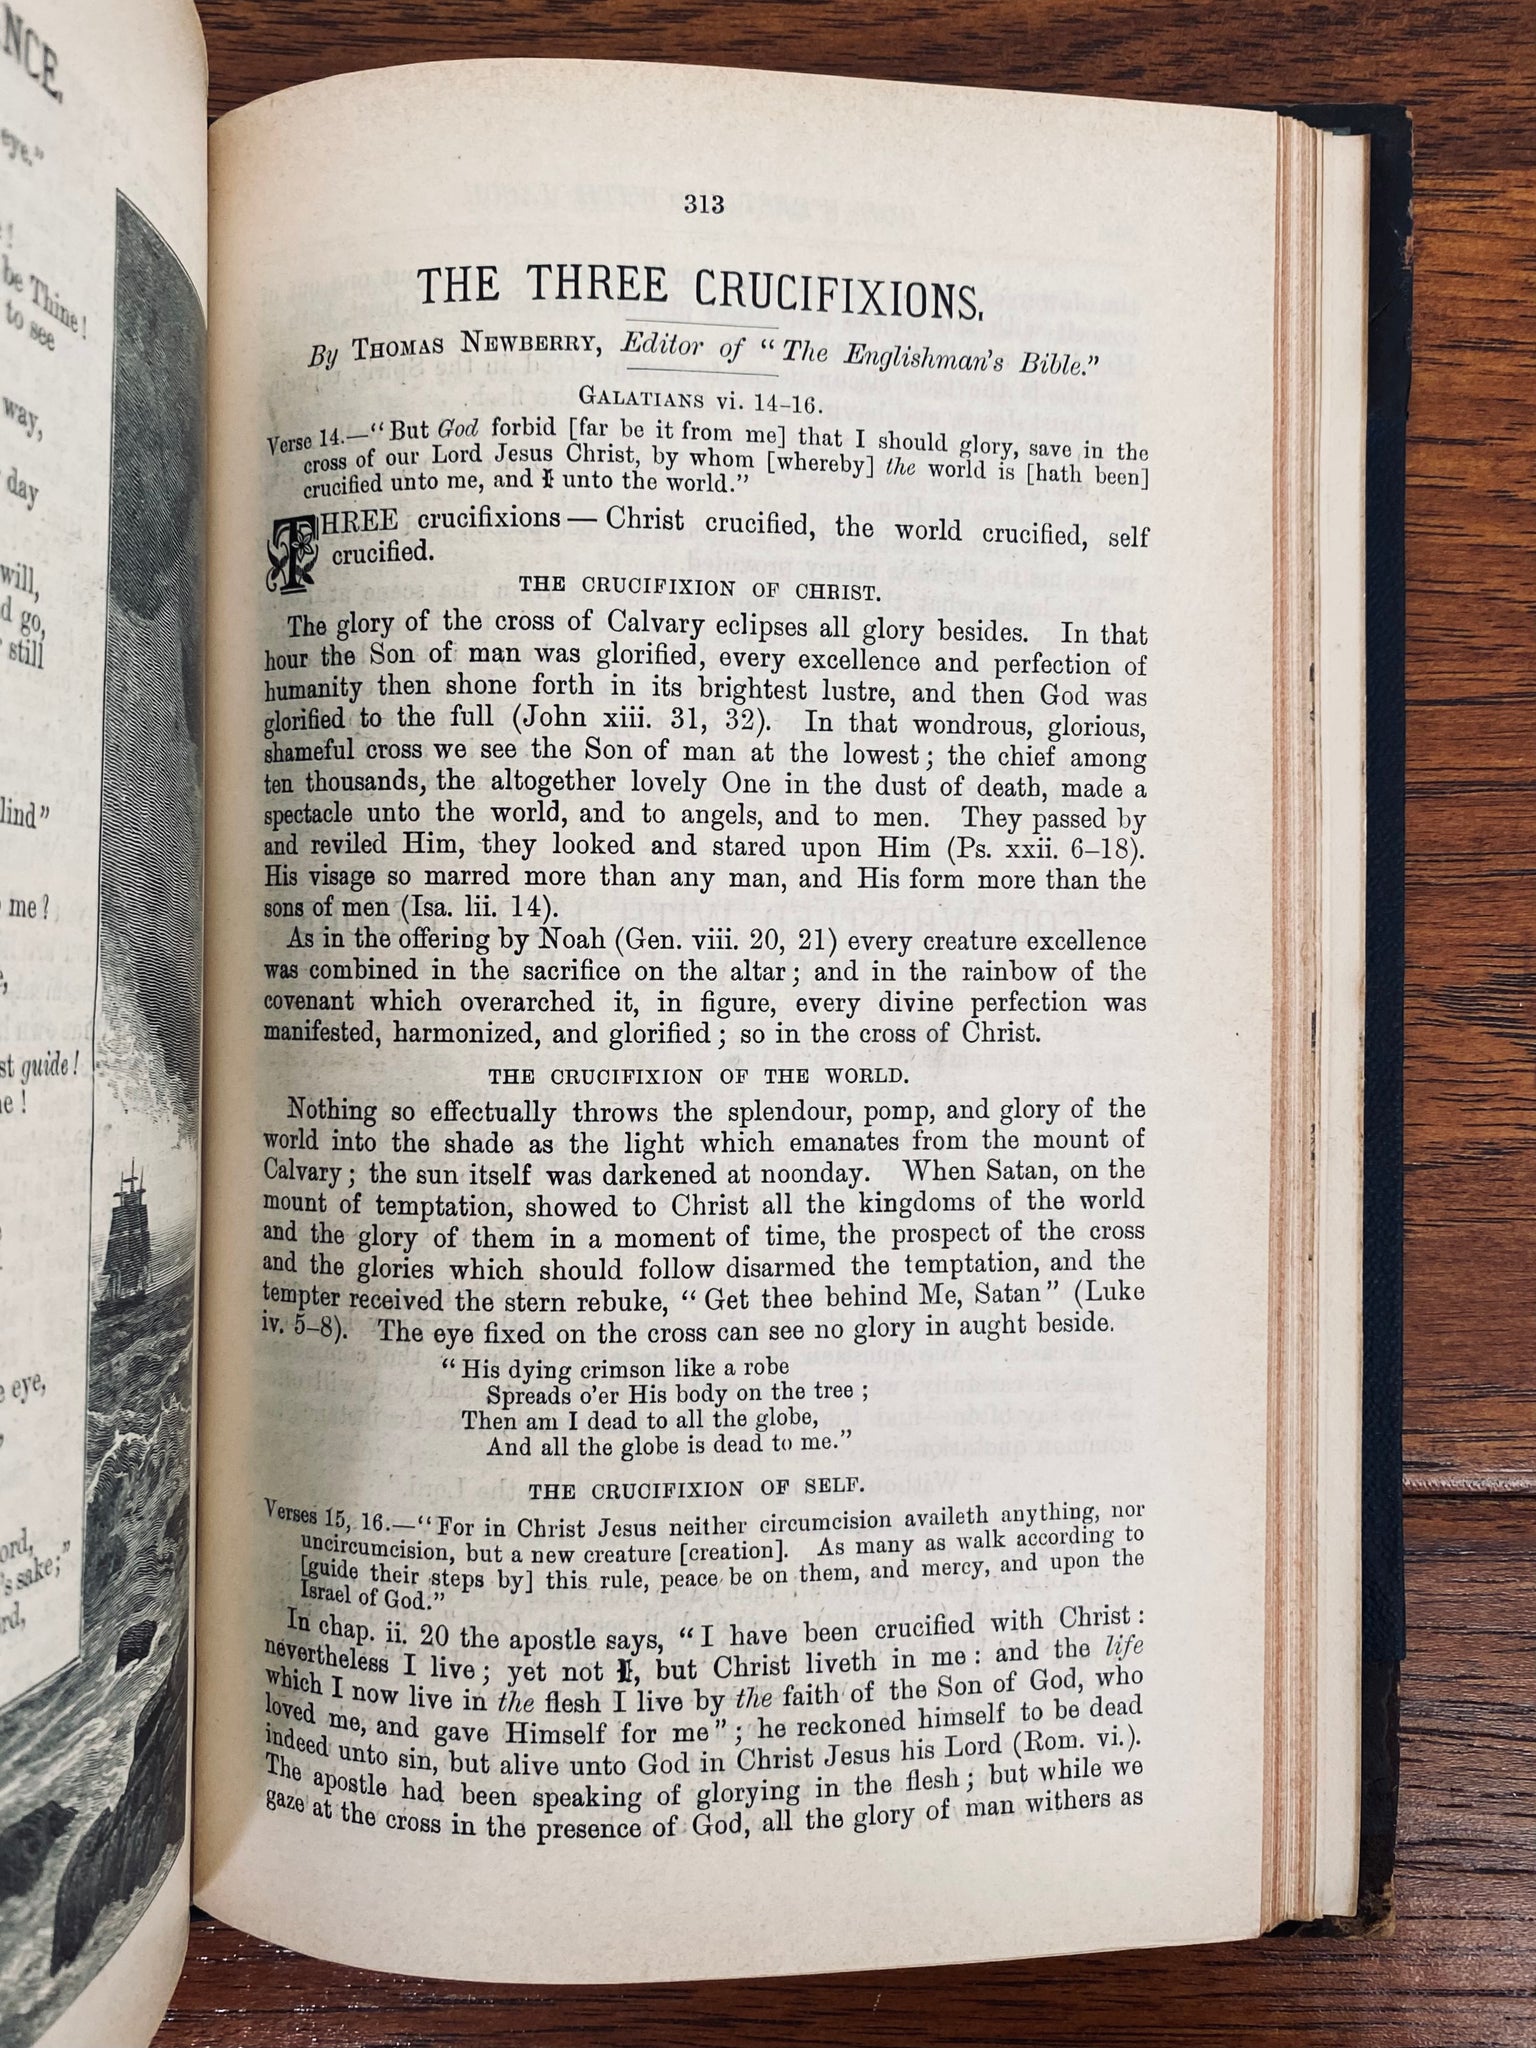 NCE.
eye."
be Thine!
to see
way,
day
will,
go,
still
me?
guide!
eye,
sake;"
313
THE THREE CRUCIFIXIONS.
By THOMAS NEWBERRY, Editor of "The Englishman's Bible."
GALATIANS vi. 14-16.
Verse 14.—"But God forbid [far be it from me] that I should glory, save in the
cross of our Lord Jesus Christ, by whom [whereby] the world is [hath been]
crucified unto me, and I unto the world."
THREE crucifixions — Christ crucified, the world crucified, self
crucified.
THE CRUCIFIXION OF CHRIST.
The glory of the cross of Calvary eclipses all glory besides. In that
hour the Son of man was glorified, every excellence and perfection of
humanity then shone forth in its brightest lustre, and then God was
glorified to the full (John xiii. 31, 32). In that wondrous, glorious,
shameful cross we see the Son of man at the lowest; the chief among
ten thousands, the altogether lovely One in the dust of death, made a
spectacle unto the world, and to angels, and to men. They passed by
and reviled Him, they looked and stared upon Him (Ps. xxii. 6-18).
His visage so marred more than any man, and His form more than the
sons of men (Isa. lii. 14).
As in the offering by Noah (Gen. viii. 20, 21) every creature excellence
was combined in the sacrifice on the altar; and in the rainbow of the
covenant which overarched it, in figure, every divine perfection was
manifested, harmonized, and glorified; so in the cross of Christ.
THE CRUCIFIXION OF THE WORLD.
Nothing so effectually throws the splendour, pomp, and glory of the
world into the shade as the light which emanates from the mount of
Calvary; the sun itself was darkened at noonday. When Satan, on the
mount of temptation, showed to Christ all the kingdoms of the world
and the glory of them in a moment of time, the prospect of the cross
and the glories which should follow disarmed the temptation, and the
tempter received the stern rebuke, "Get thee behind Me, Satan" (Luke
iv. 5-8). The eye fixed on the cross can see no glory in aught beside.
"His dying crimson like a robe
Spreads o'er His body on the tree;
Then am I dead to all the globe,
And all the globe is dead to me."
THE CRUCIFIXION OF SELF.
Verses 15, 16.—"For in Christ Jesus neither circumcision availeth anything, nor
uncircumcision, but a new creature [creation]. As many as walk according to
[guide their steps by] this rule, peace be on them, and mercy, and upon the
Israel of God."
In chap. ii. 20 the apostle says, "I have been crucified with Christ:
nevertheless I live; yet not I, but Christ liveth in me: and the life
which I now live in the flesh I live by the faith of the Son of God, who
loved me, and gave Himself for me"; he reckoned himself to be dead
indeed unto sin, but alive unto God in Christ Jesus his Lord (Rom. vi.).
The apostle had been speaking of glorying in the flesh; but while we
gaze at the cross in the presence of God, all the glory of man withers as